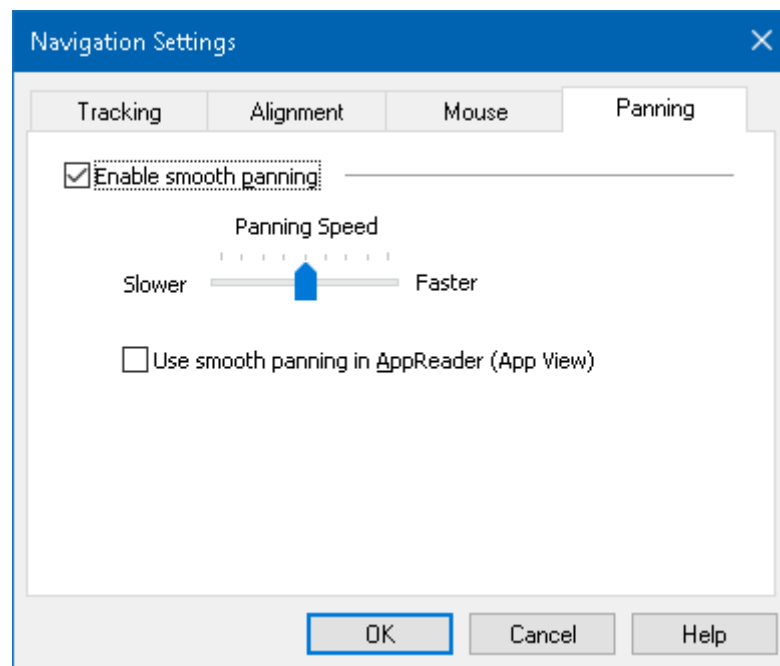 Navigation Settings
Tracking Alignment Mouse Panning
Enable smooth panning
Panning Speed
Slower Faster
Use smooth panning in AppReader (App View)
OK Cancel Help